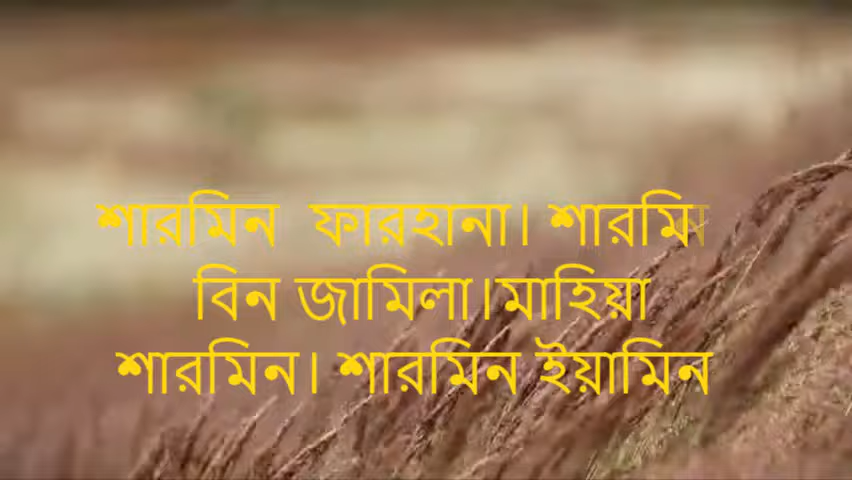 শারমিন ফারহানা। শারমিন
বিন জামিলা।মাহিয়া
শারমিন। শারমিন ইয়ামিন